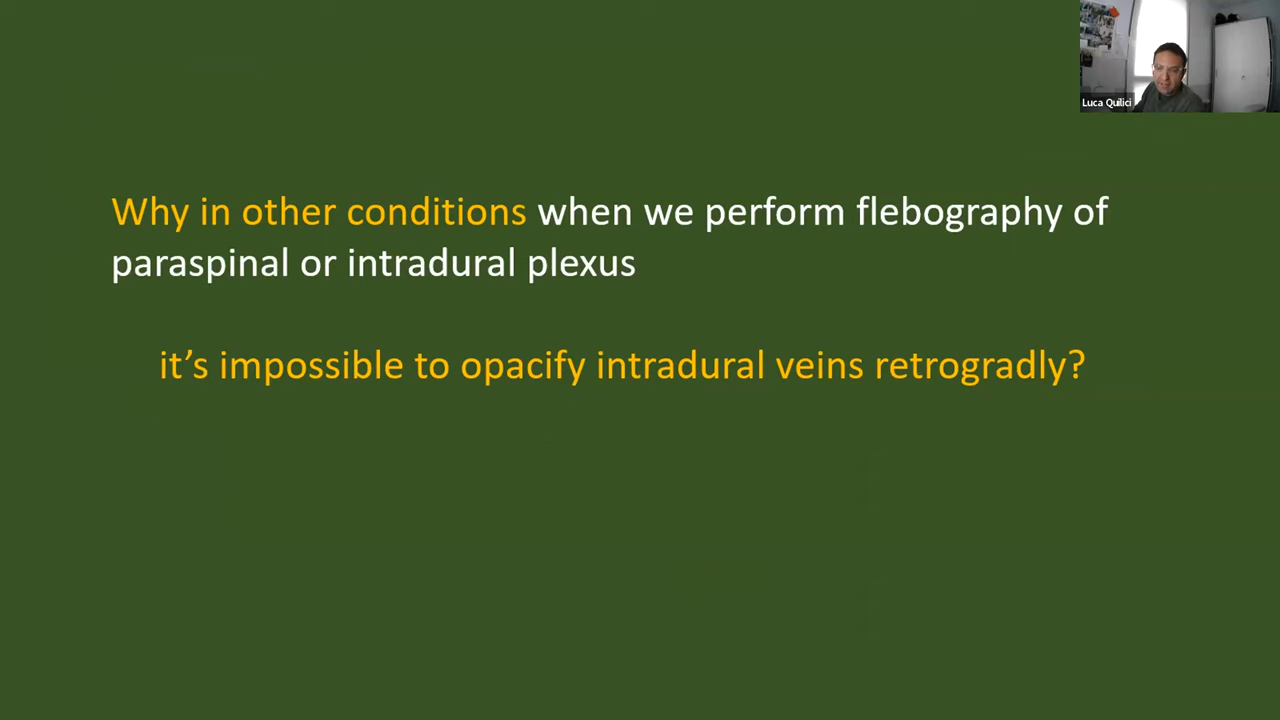 Luca Quilici
Why in other conditions when we perform flebography of
paraspinal or intradural plexus
it's impossible to opacify intradural veins retrogradly?